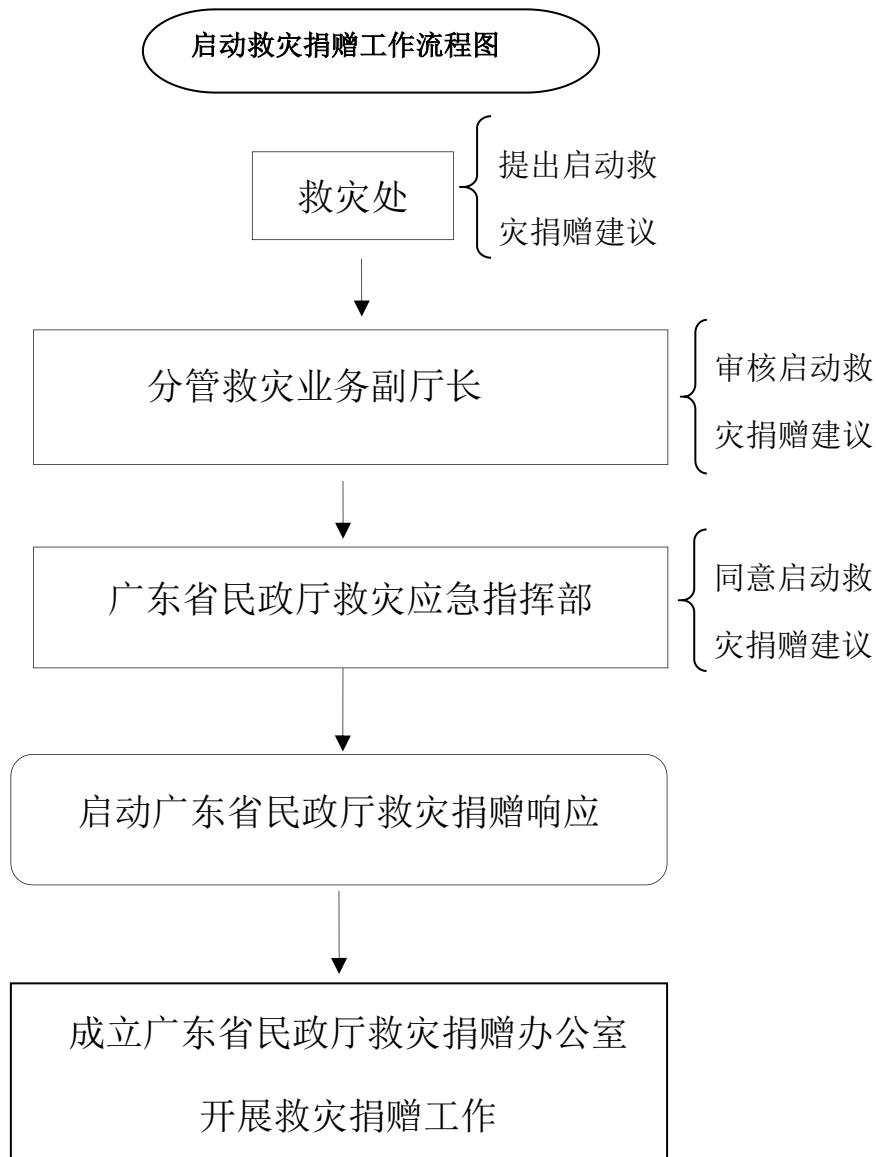 启动救灾捐赠工作流程图
救灾处
提出启动救
灾捐赠建议
分管救灾业务副厅长
审核启动救
灾捐赠建议
广东省民政厅救灾应急指挥部
同意启动救
灾捐赠建议
启动广东省民政厅救灾捐赠响应
成立广东省民政厅救灾捐赠办公室
开展救灾捐赠工作